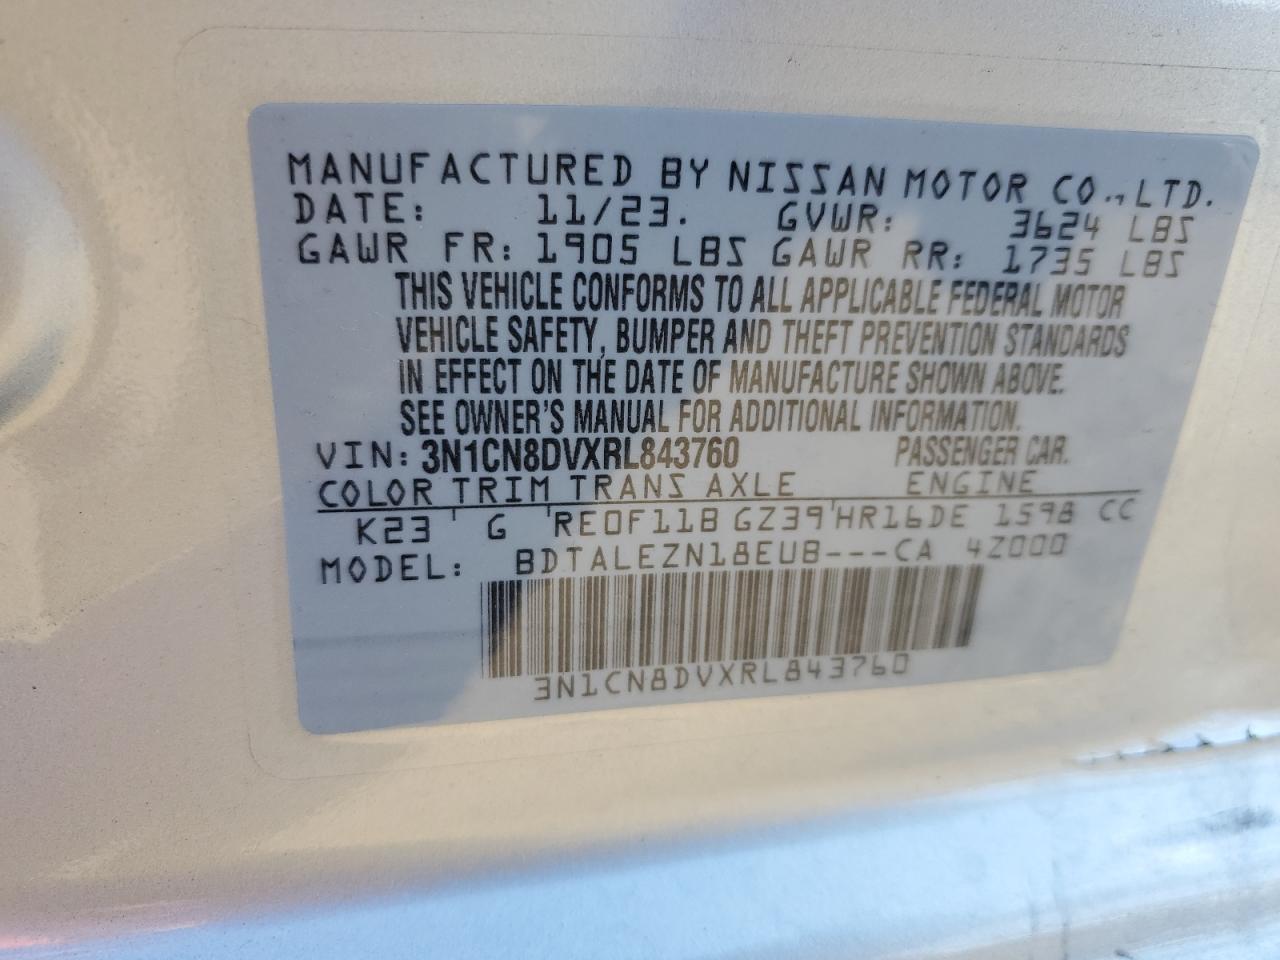 MANUFACTURED BY NISSAN MOTOR CO., LTD.
DATE: 11/23. GVWR: 3624 LBS
GAWR FR: 1905 LBS GAWR RR: 1735 LBS
THIS VEHICLE CONFORMS TO ALL APPLICABLE FEDERAL MOTOR
VEHICLE SAFETY, BUMPER AND THEFT PREVENTION STANDARDS
IN EFFECT ON THE DATE OF MANUFACTURE SHOWN ABOVE.
SEE OWNER'S MANUAL FOR ADDITIONAL INFORMATION.
VIN: 3N1CN8DVXRL843760 PASSENGER CAR.
COLOR TRIM TRANS AXLE ENGINE
K23 ' G ' RE0F11B GZ39 ' HR16DE 1598 CC
MODEL: BDTALEZN18EUB---CA 4Z000
3N1CN8DVXRL843760